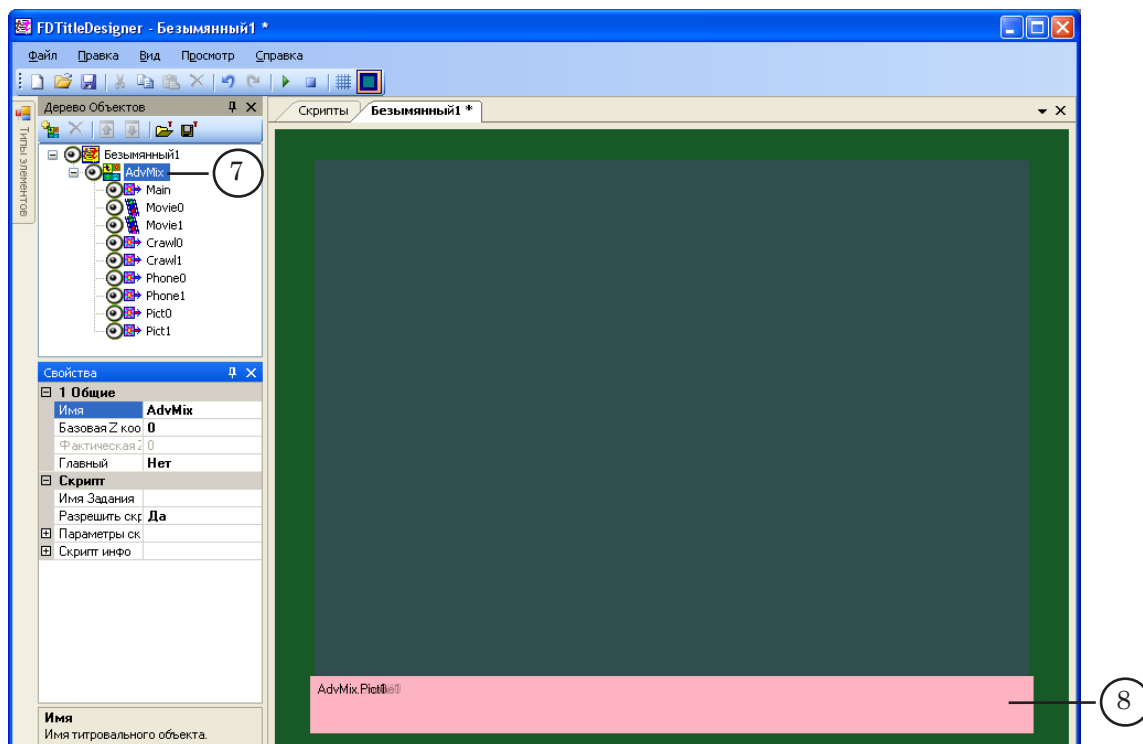 FDTitleDesigner - Безымянный1 *
Файл Правка Вид Просмотр Справка
Типы элементов
Дерево Объектов
Безымянный1
AdvMix
Main
Movie0
Movie1
Crawl0
Crawl1
Phone0
Phone1
Pict0
Pict1
7
Свойства
1 Общие
Имя AdvMix
Базовая Z коо 0
Фактическая Z 0
Главный Нет
Скрипт
Имя Задания
Разрешить скр Да
Параметры ск
Скрипт инфо
Имя
Имя титровального объекта.
Скрипты Безымянный1 *
8